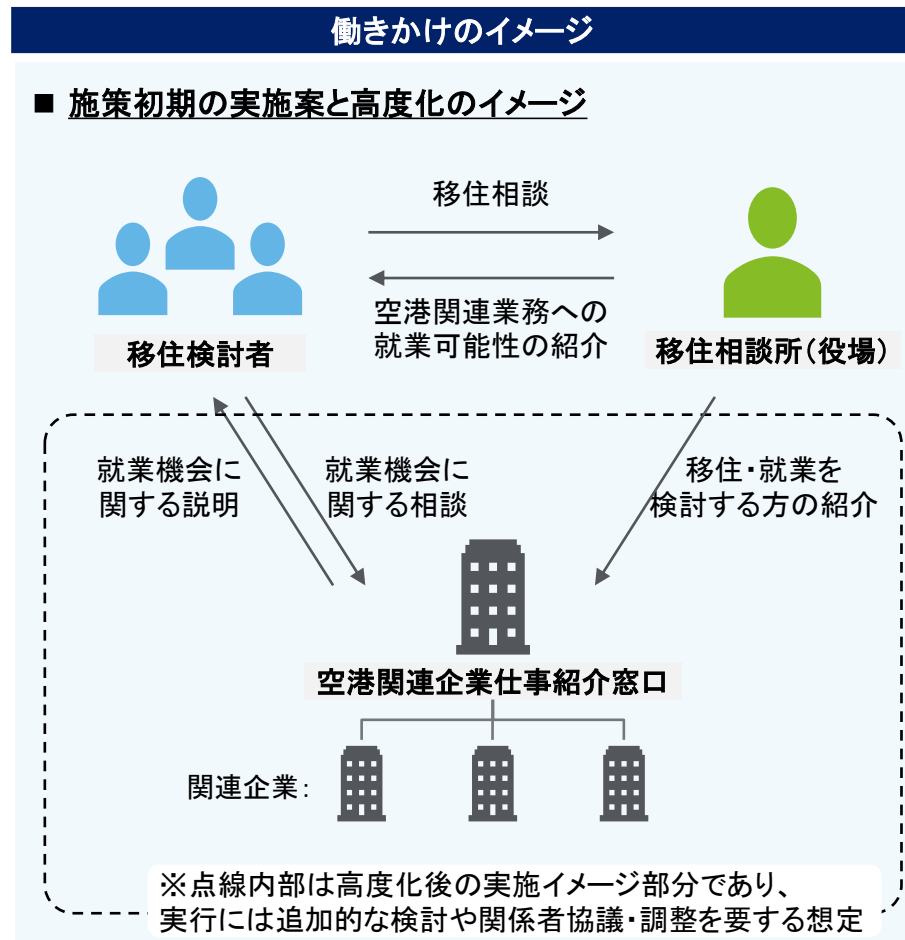 働きかけのイメージ
■ 施策初期の実施案と高度化のイメージ
移住相談
空港関連業務への
就業可能性の紹介
移住検討者
移住相談所（役場）
就業機会に
関する説明
就業機会に
関する相談
移住・就業を
検討する方の紹介
空港関連企業仕事紹介窓口
関連企業：
※点線内部は高度化後の実施イメージ部分であり、
実行には追加的な検討や関係者協議・調整を要する想定